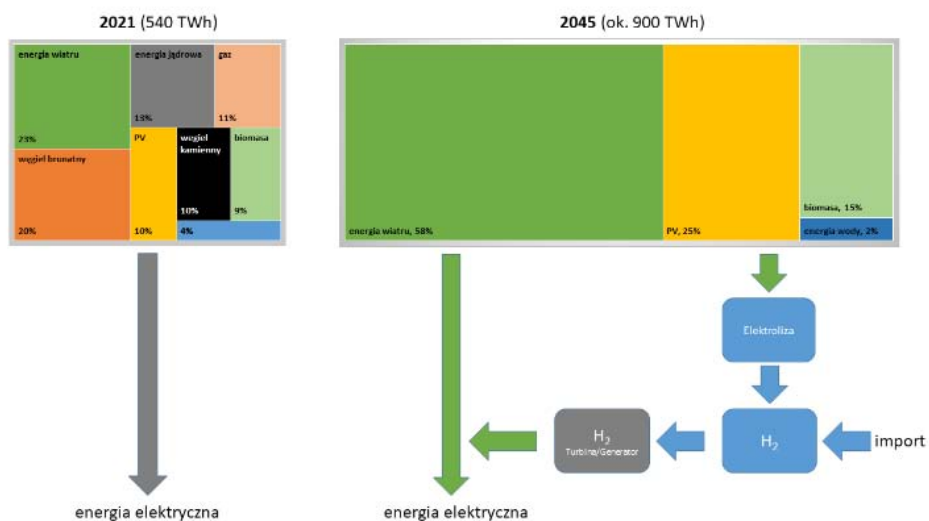 2021 (540 TWh)
2045 (ok. 900 TWh)
energia wiatru
23%
energia jądrowa
13%
gaz
11%
węgiel brunatny
20%
PV
10%
węgiel
kamienny
10%
biomasa
9%
4%
energia wiatru, 58%
PV, 25%
biomasa, 15%
energia wody, 2%
Elektroliza
H2
Turbina/Generator
H2
import
energia elektryczna
energia elektryczna